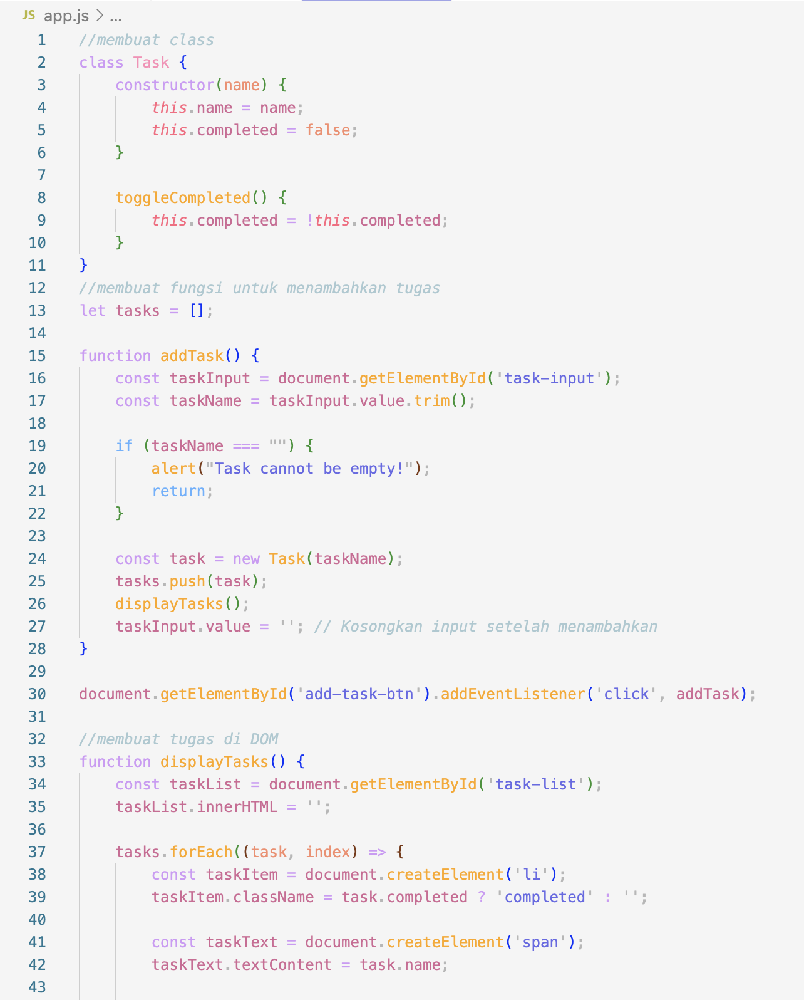 JS app.js > ...
1 //membuat class
2 class Task {
3     constructor(name) {
4         this.name = name;
5         this.completed = false;
6     }
7
8     toggleCompleted() {
9         this.completed = !this.completed;
10     }
11 }
12 //membuat fungsi untuk menambahkan tugas
13 let tasks = [];
14
15 function addTask() {
16     const taskInput = document.getElementById('task-input');
17     const taskName = taskInput.value.trim();
18
19     if (taskName === "") {
20         alert("Task cannot be empty!");
21         return;
22     }
23
24     const task = new Task(taskName);
25     tasks.push(task);
26     displayTasks();
27     taskInput.value = ''; // Kosongkan input setelah menambahkan
28 }
29
30 document.getElementById('add-task-btn').addEventListener('click', addTask);
31
32 //membuat tugas di DOM
33 function displayTasks() {
34     const taskList = document.getElementById('task-list');
35     taskList.innerHTML = '';
36
37     tasks.forEach((task, index) => {
38         const taskItem = document.createElement('li');
39         taskItem.className = task.completed ? 'completed' : '';
40
41         const taskText = document.createElement('span');
42         taskText.textContent = task.name;
43